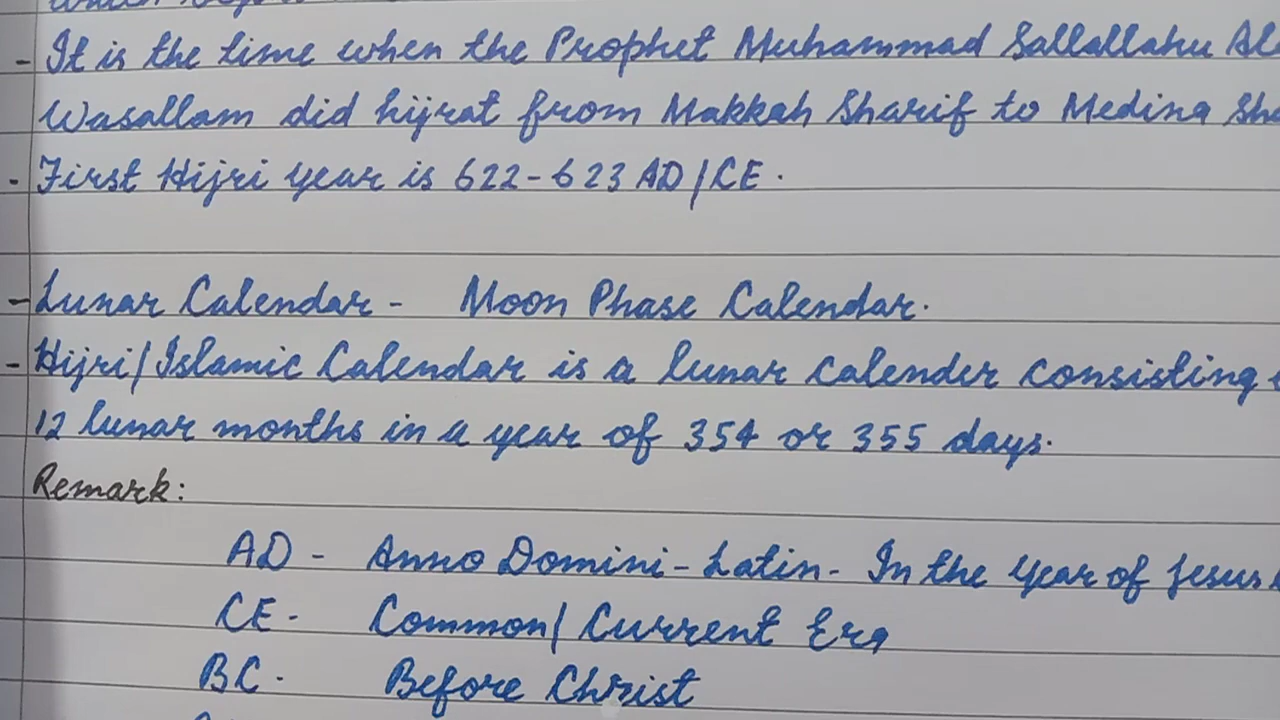 - It is the time when the Prophet Muhammad Sallallahu Al
Wasallam did hijrat from Makkah Sharif to Medina Sh
- First Hijri year is 622-623 AD/CE.
- Lunar Calendar - Moon Phase Calendar.
- Hijri/Islamic Calendar is a lunar calender consisting
12 lunar months in a year of 354 or 355 days.
Remark:
AD - Anno Domini - Latin - In the year of Jesus
CE - Common/Current Era
BC - Before Christ